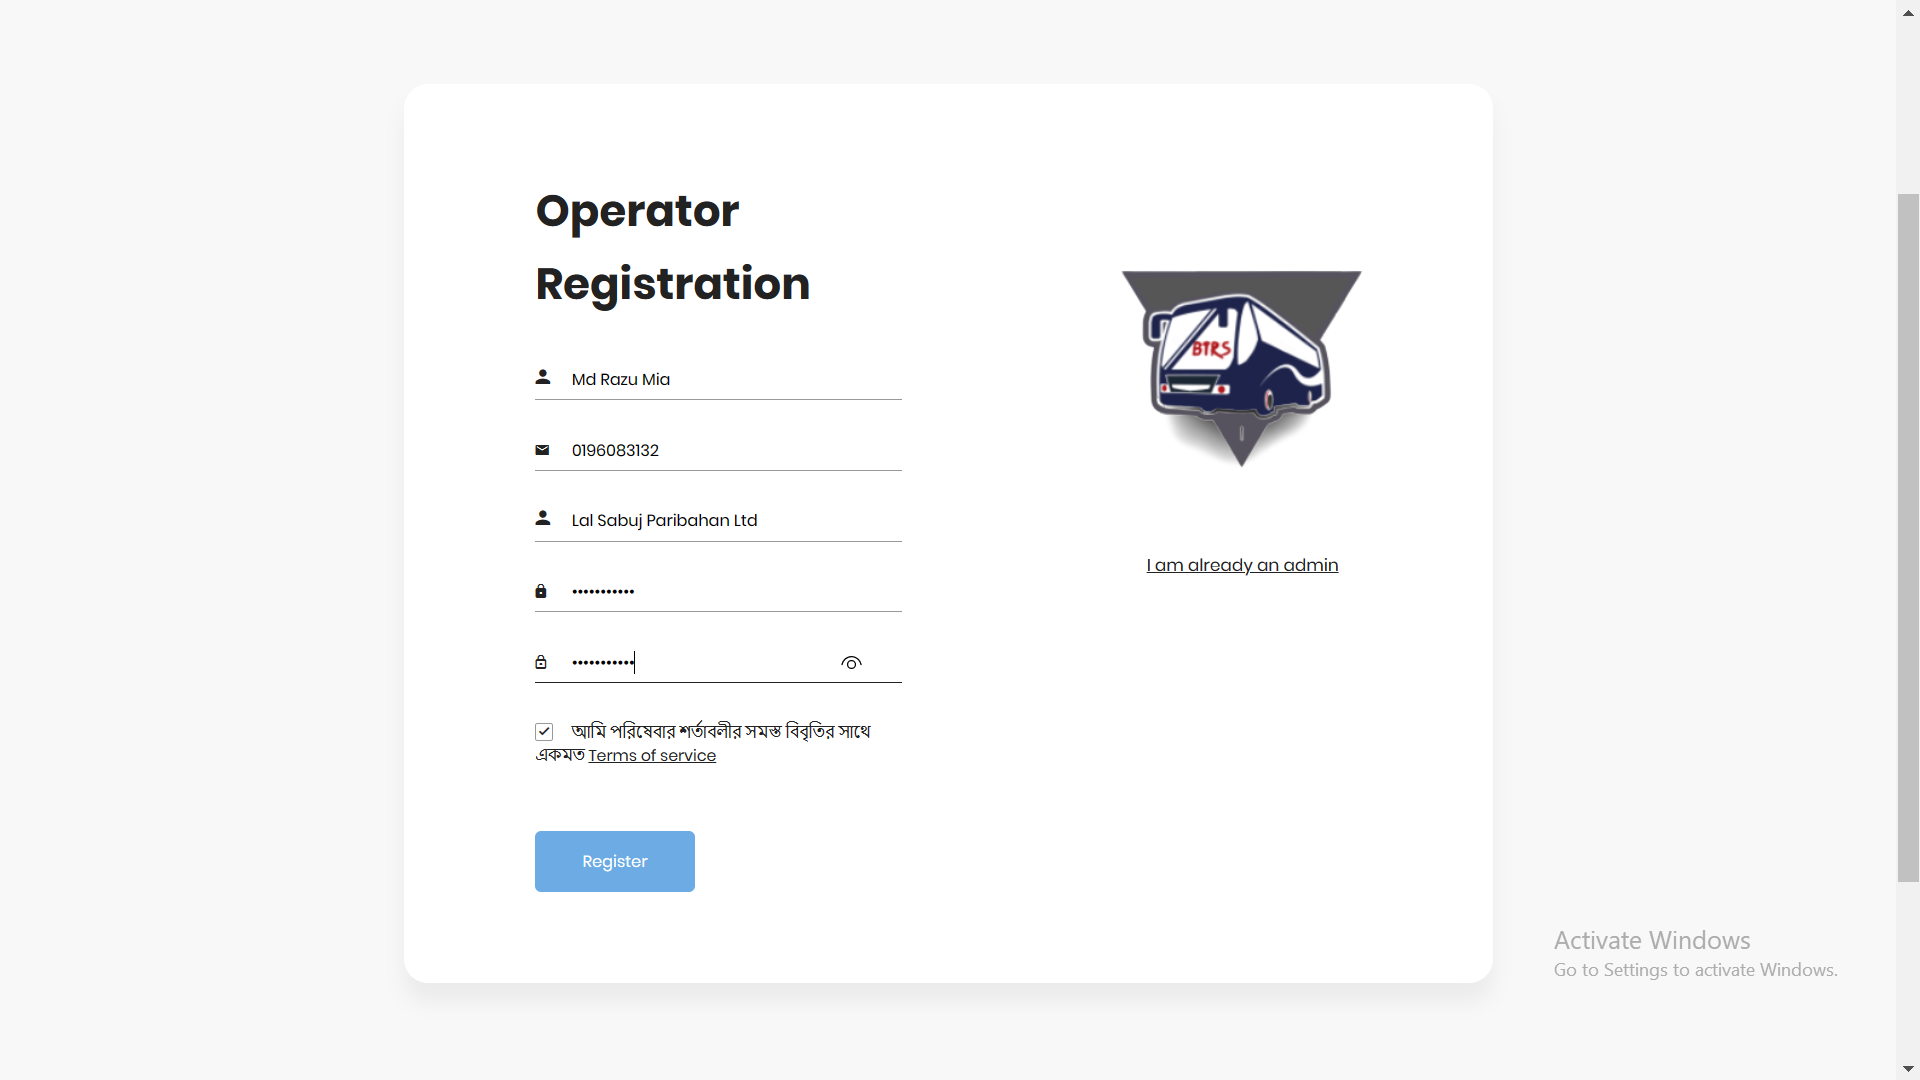 Operator
Registration
Md Razu Mia
0196083132
Lal Sabuj Paribahan Ltd
•••••••••••
•••••••••••
আমি পরিষেবার শর্তাবলীর সমস্ত বিবৃতির সাথে
একমত Terms of service
Register
BTRS
I am already an admin
Activate Windows
Go to Settings to activate Windows.